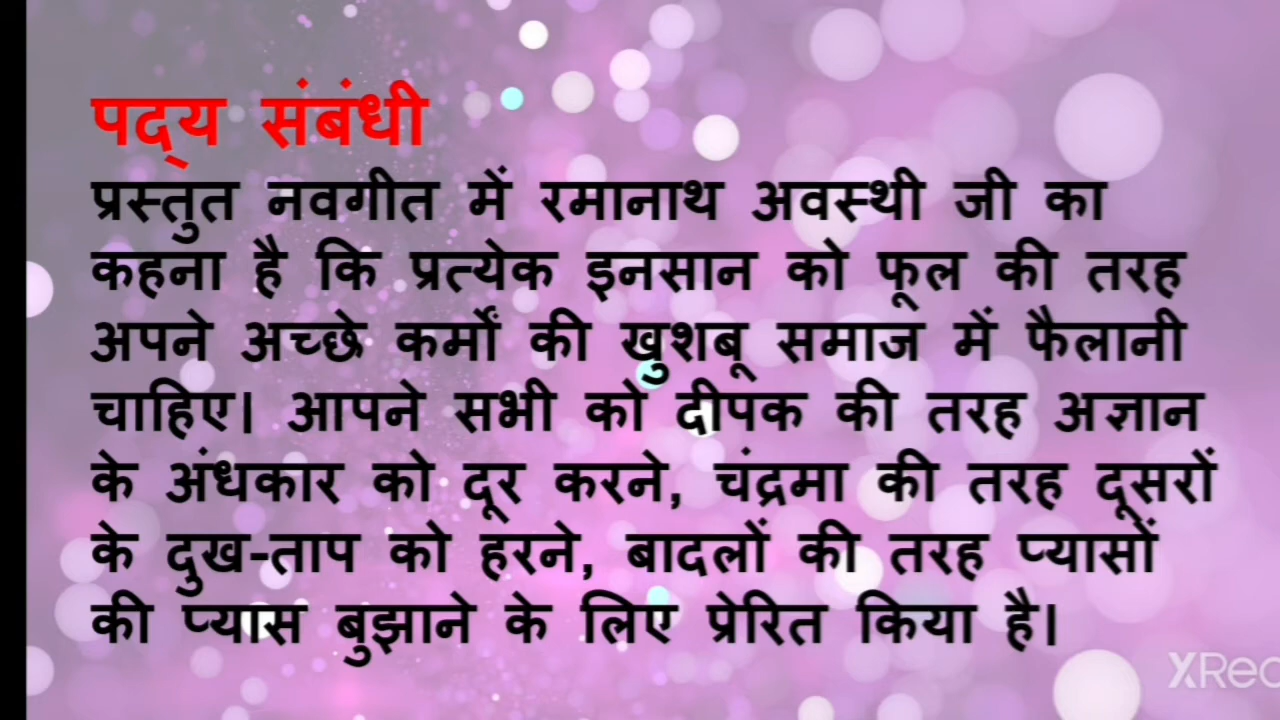 पद्य संबंधी
प्रस्तुत नवगीत में रमानाथ अवस्थी जी का
कहना है कि प्रत्येक इनसान को फूल की तरह
अपने अच्छे कर्मों की खुशबू समाज में फैलानी
चाहिए। आपने सभी को दीपक की तरह अज्ञान
के अंधकार को दूर करने, चंद्रमा की तरह दूसरों
के दुख-ताप को हरने, बादलों की तरह प्यासों
की प्यास बुझाने के लिए प्रेरित किया है।